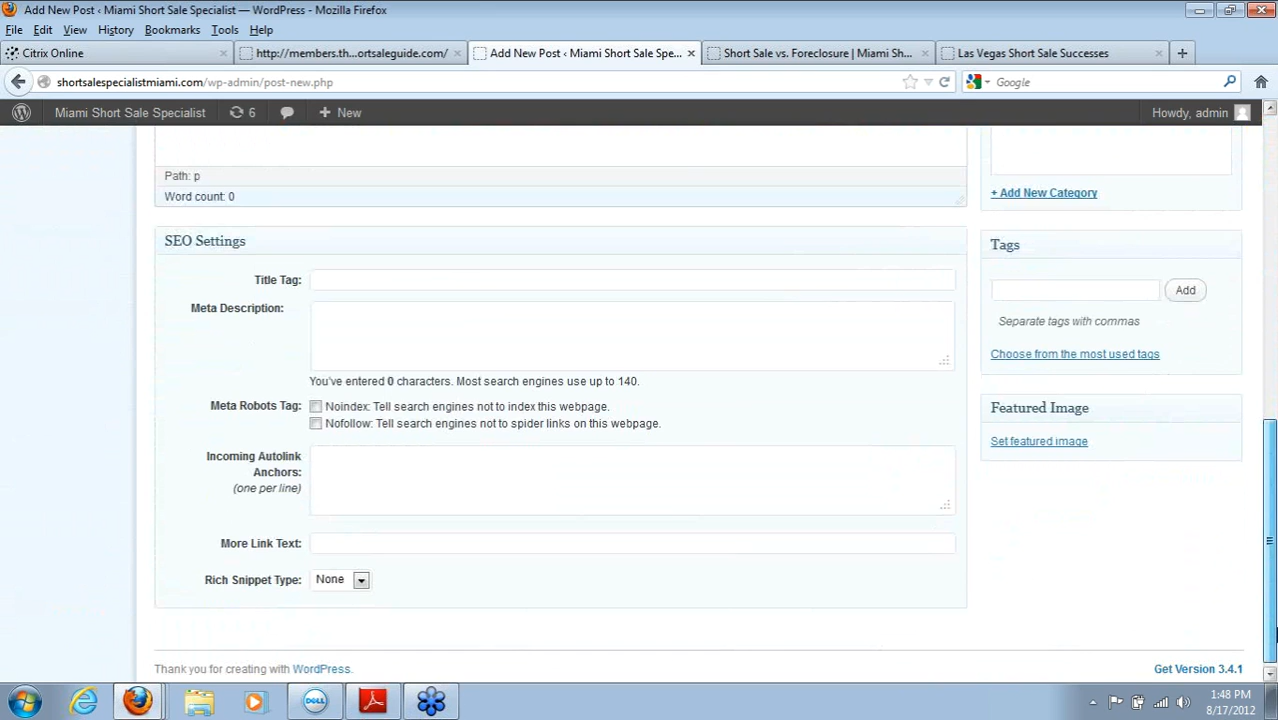 Add New Post ‹ Miami Short Sale Specialist — WordPress - Mozilla Firefox
File Edit View History Bookmarks Tools Help
Citrix Online http://members.th...ortsaleguide.com/ × Add New Post ‹ Miami Short Sale Spe... × Short Sale vs. Foreclosure | Miami Sh... × Las Vegas Short Sale Successes × +
shortsalespecialistmiami.com/wp-admin/post-new.php Google
Miami Short Sale Specialist 6 + New Howdy, admin
Path: p
Word count: 0
+ Add New Category
SEO Settings
Title Tag:
Meta Description:
You've entered 0 characters. Most search engines use up to 140.
Meta Robots Tag: Noindex: Tell search engines not to index this webpage.
Nofollow: Tell search engines not to spider links on this webpage.
Incoming Autolink
Anchors:
(one per line)
More Link Text:
Rich Snippet Type: None
Tags
Add
Separate tags with commas
Choose from the most used tags
Featured Image
Set featured image
Thank you for creating with WordPress. Get Version 3.4.1
DELL
1:48 PM
8/17/2012